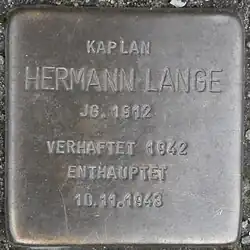 KAPLAN
HERMANN LANGE
JG. 1912
VERHAFTET 1942
ENTHAUPTET
10.11.1943